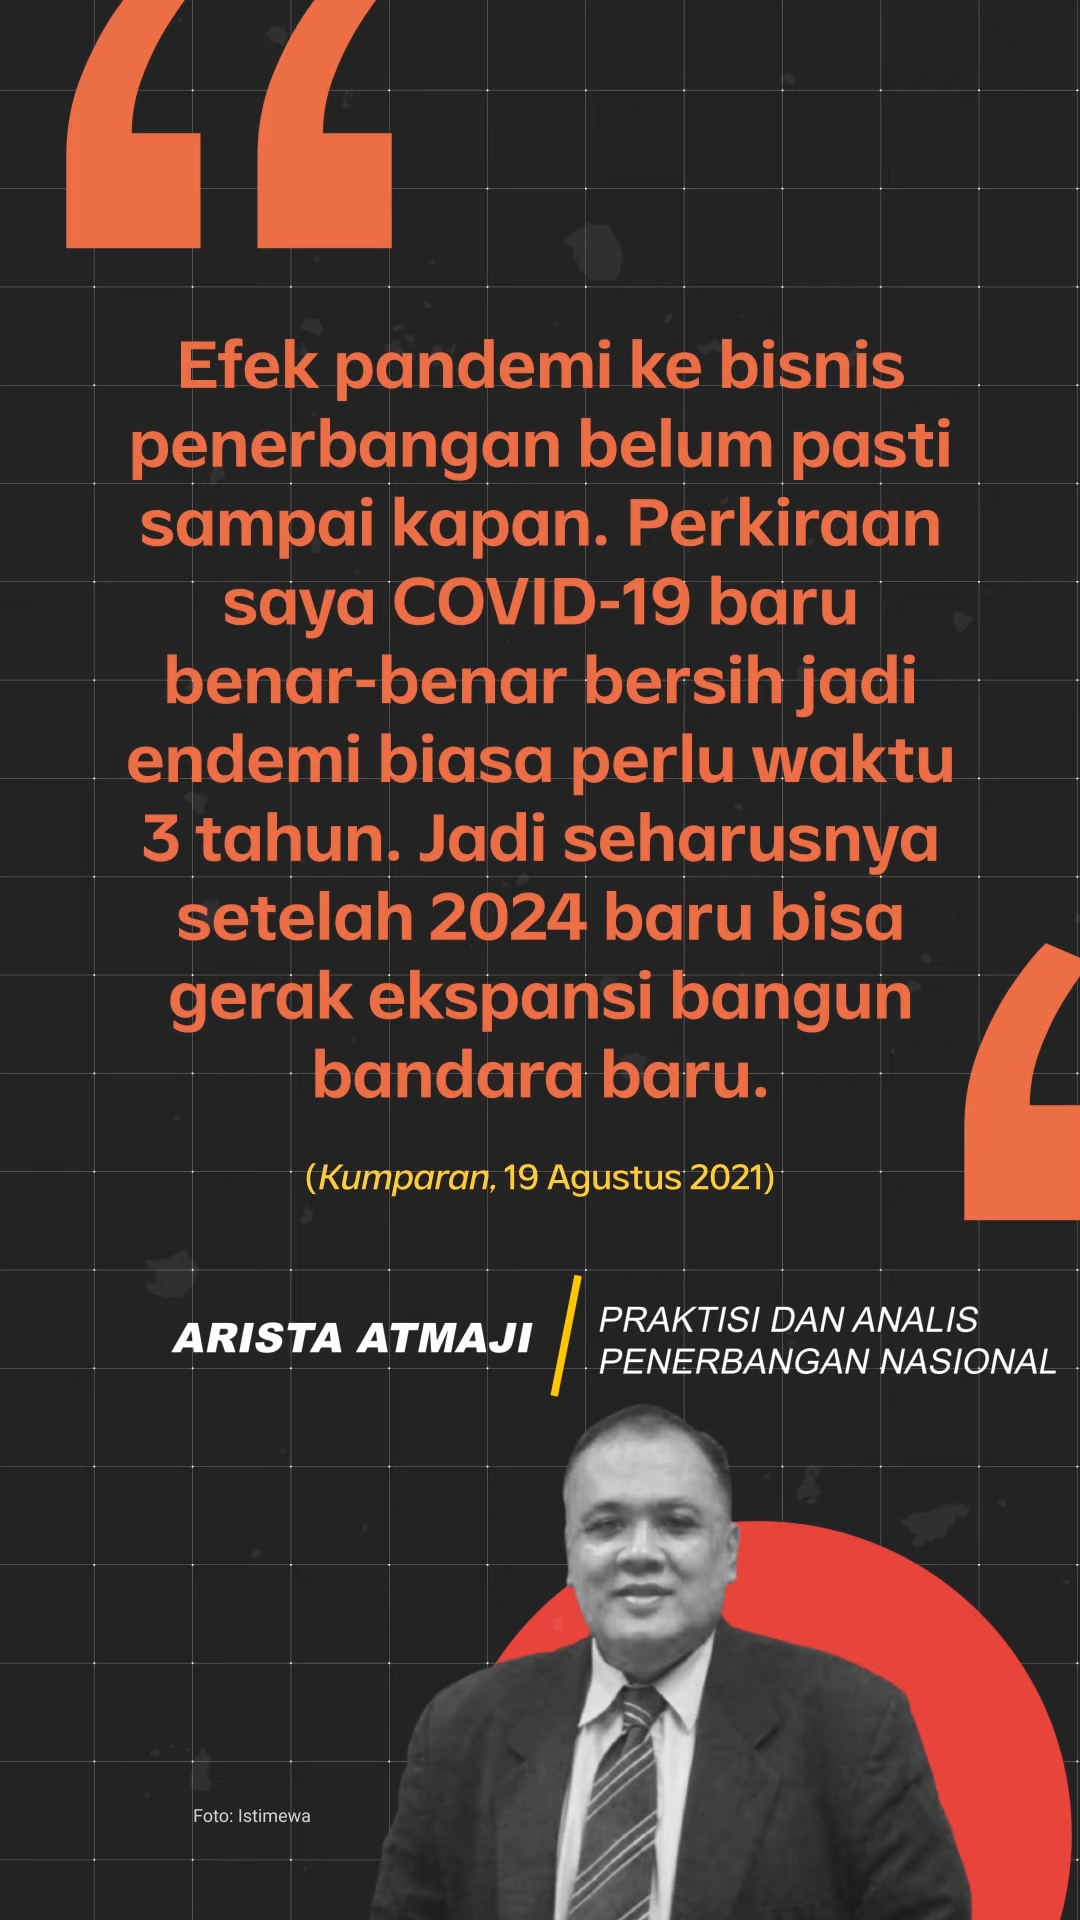 Efek pandemi ke bisnis
penerbangan belum pasti
sampai kapan. Perkiraan
saya COVID-19 baru
benar-benar bersih jadi
endemi biasa perlu waktu
3 tahun. Jadi seharusnya
setelah 2024 baru bisa
gerak ekspansi bangun
bandara baru.
(Kumparan, 19 Agustus 2021)
ARISTA ATMAJI
PRAKTISI DAN ANALIS
PENERBANGAN NASIONAL
Foto: Istimewa